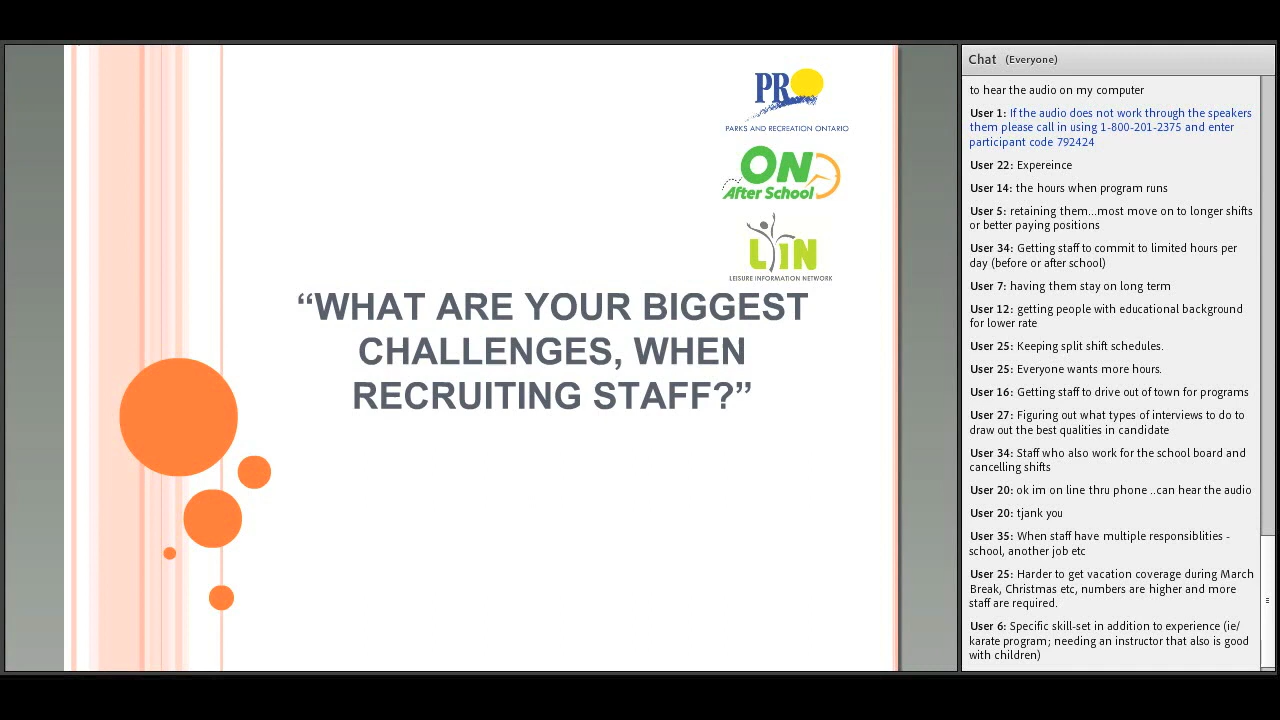 PRO
PARKS AND RECREATION ONTARIO
ON
After School
LIN
LEISURE INFORMATION NETWORK
“WHAT ARE YOUR BIGGEST
CHALLENGES, WHEN
RECRUITING STAFF?”
Chat (Everyone)
to hear the audio on my computer
User 1: If the audio does not work through the speakers
them please call in using 1-800-201-2375 and enter
participant code 792424
User 22: Expereince
User 14: the hours when program runs
User 5: retaining them...most move on to longer shifts
or better paying positions
User 34: Getting staff to commit to limited hours per
day (before or after school)
User 7: having them stay on long term
User 12: getting people with educational background
for lower rate
User 25: Keeping split shift schedules.
User 25: Everyone wants more hours.
User 16: Getting staff to drive out of town for programs
User 27: Figuring out what types of interviews to do to
draw out the best qualities in candidate
User 34: Staff who also work for the school board and
cancelling shifts
User 20: ok im on line thru phone ..can hear the audio
User 20: tjank you
User 35: When staff have multiple responsiblities -
school, another job etc
User 25: Harder to get vacation coverage during March
Break, Christmas etc, numbers are higher and more
staff are required.
User 6: Specific skill-set in addition to experience (ie/
karate program; needing an instructor that also is good
with children)